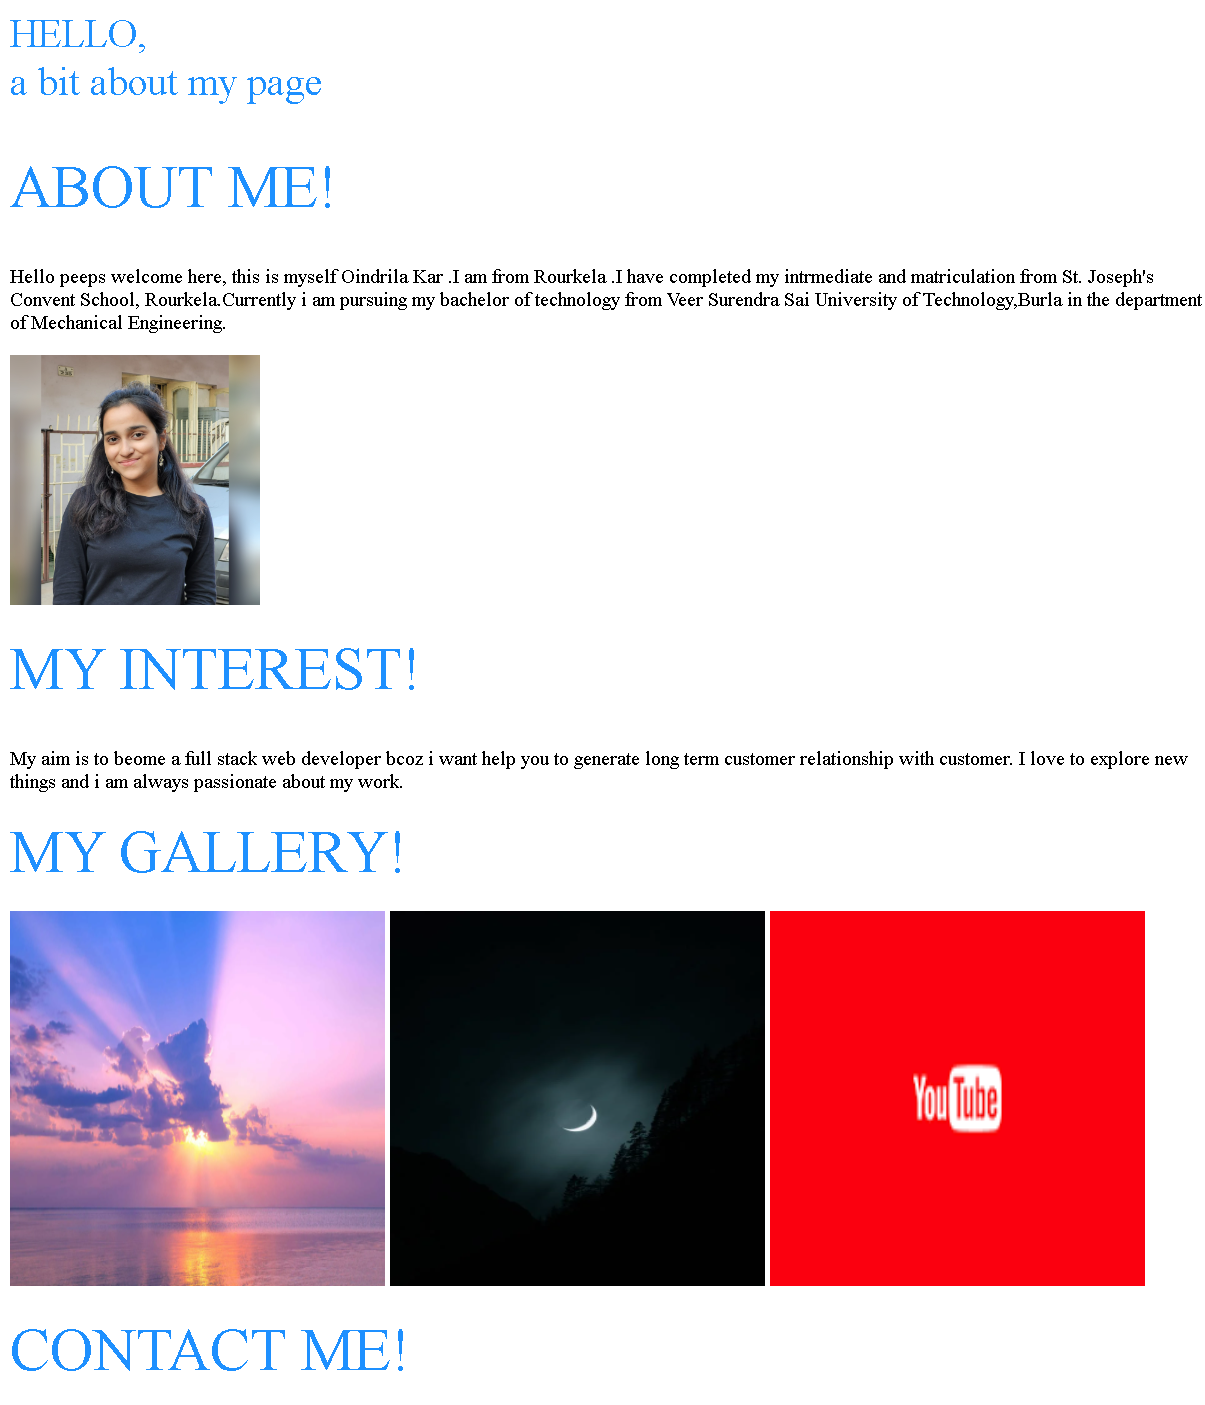 HELLO,
a bit about my page
ABOUT ME!
Hello peeps welcome here, this is myself Oindrila Kar .I am from Rourkela .I have completed my intrmediate and matriculation from St. Joseph's
Convent School, Rourkela.Currently i am pursuing my bachelor of technology from Veer Surendra Sai University of Technology,Burla in the department
of Mechanical Engineering.
MY INTEREST!
My aim is to beome a full stack web developer bcoz i want help you to generate long term customer relationship with customer. I love to explore new
things and i am always passionate about my work.
MY GALLERY!
YouTube
CONTACT ME!